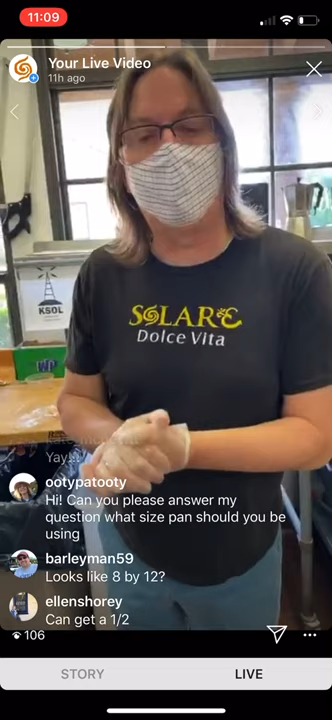 11:09
Your Live Video
11h ago
KSOL
SOLARE
Dolce Vita
Yay!!
ootypatooty
Hi! Can you please answer my
question what size pan should you be
using
barleyman59
Looks like 8 by 12?
ellenshorey
Can get a 1/2
106
STORY
LIVE